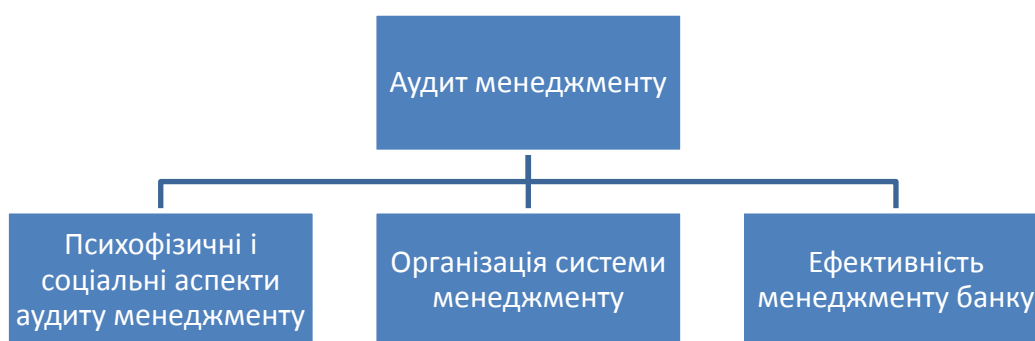 Аудит менеджменту
Психофізичні і
соціальні аспекти
аудиту менеджменту
Організація системи
менеджменту
Ефективність
менеджменту банку